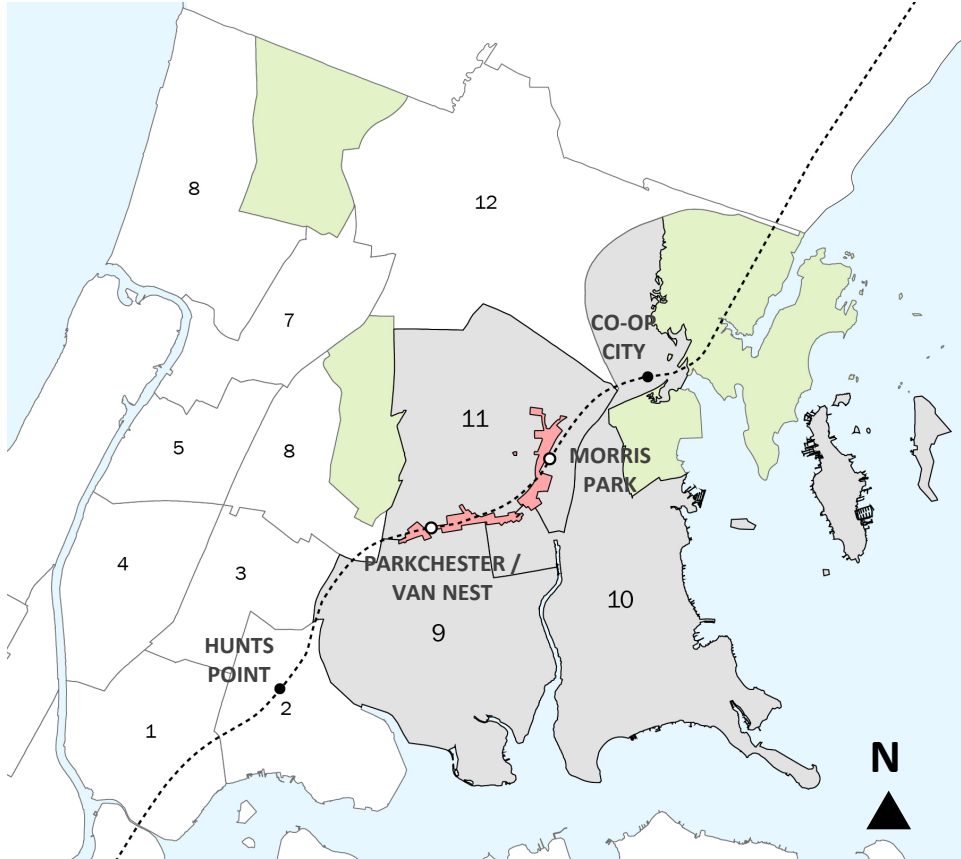 8
12
7
CO-OP
CITY
11
5
8
MORRIS
PARK
4
3
PARKCHESTER /
VAN NEST
10
9
HUNTS
POINT
2
1
N